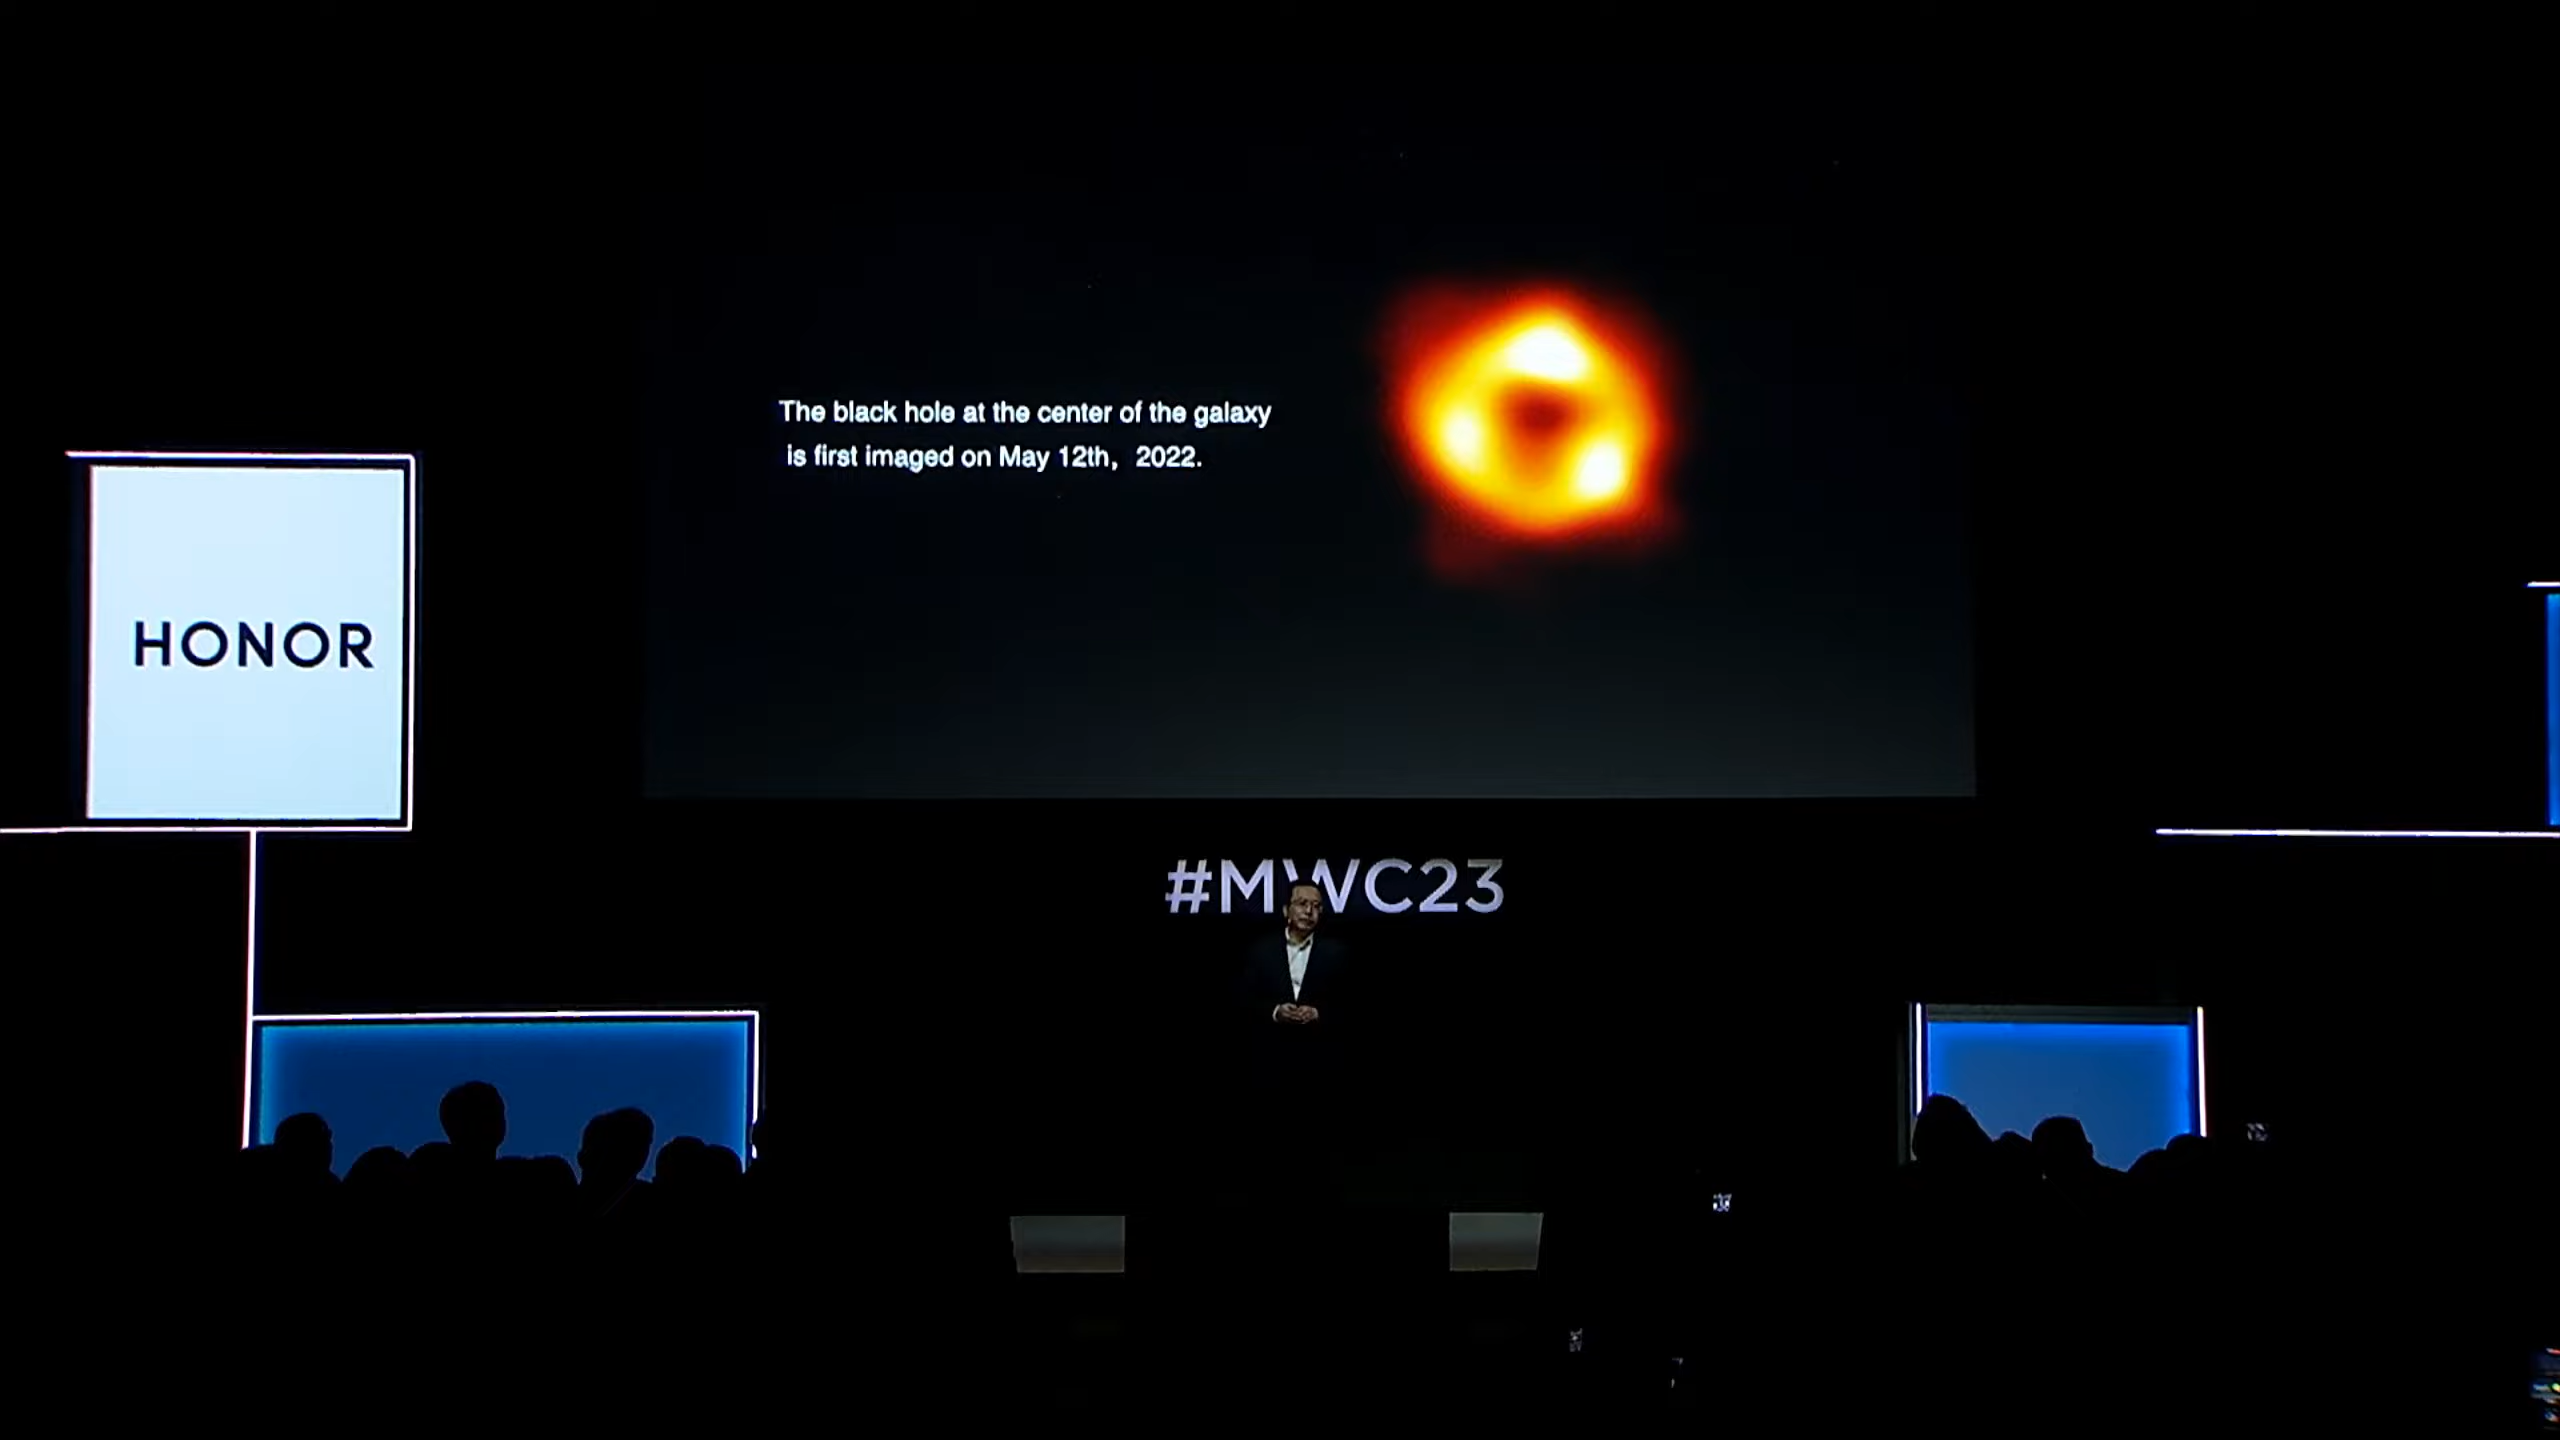 The black hole at the center of the galaxy
is first imaged on May 12th, 2022.
HONOR
#MWC23